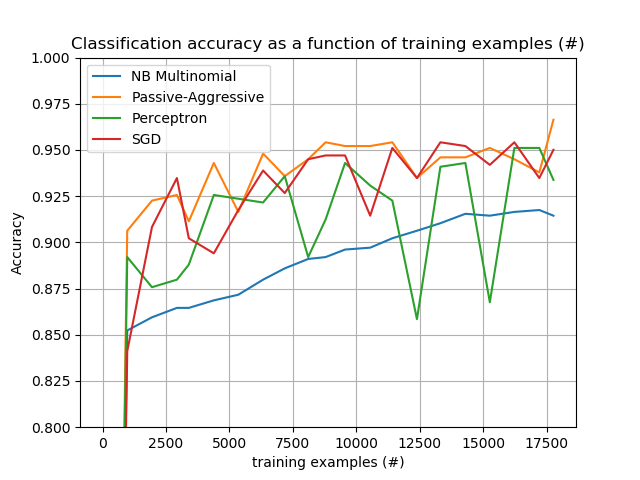 Classification accuracy as a function of training examples (#)
1.000
0.975
0.950
0.925
0.900
0.875
0.850
0.825
0.800
Accuracy
NB Multinomial
Passive-Aggressive
Perceptron
SGD
0 2500 5000 7500 10000 12500 15000 17500
training examples (#)